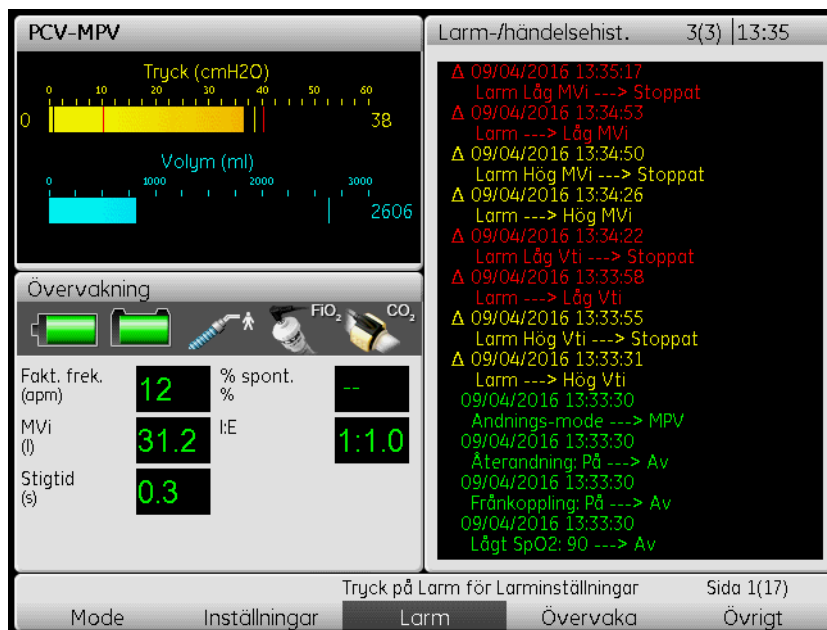 PCV-MPV
Tryck (cmH2O)
0 10 20 30 40 50 60
0 38
Volym (ml)
0 1000 2000 3000
2606
Övervakning
FiO2 CO2
Fakt. frek. 12 % spont. --
(apm) %
MVi 31.2 I:E 1:1.0
(l)
Stigtid 0.3
(s)
Larm-/händelsehist. 3(3) 13:35
Δ 09/04/2016 13:35:17
Larm Låg MVi ---> Stoppat
Δ 09/04/2016 13:34:53
Larm ---> Låg MVi
Δ 09/04/2016 13:34:50
Larm Hög MVi ---> Stoppat
Δ 09/04/2016 13:34:26
Larm ---> Hög MVi
Δ 09/04/2016 13:34:22
Larm Låg Vti ---> Stoppat
Δ 09/04/2016 13:33:58
Larm ---> Låg Vti
Δ 09/04/2016 13:33:55
Larm Hög Vti ---> Stoppat
Δ 09/04/2016 13:33:31
Larm ---> Hög Vti
09/04/2016 13:33:30
Andnings-mode ---> MPV
09/04/2016 13:33:30
Återandning: På ---> Av
09/04/2016 13:33:30
Frånkoppling: På ---> Av
09/04/2016 13:33:30
Lågt SpO2: 90 ---> Av
Tryck på Larm för Larminställningar Sida 1(17)
Mode Inställningar Larm Övervaka Övrigt